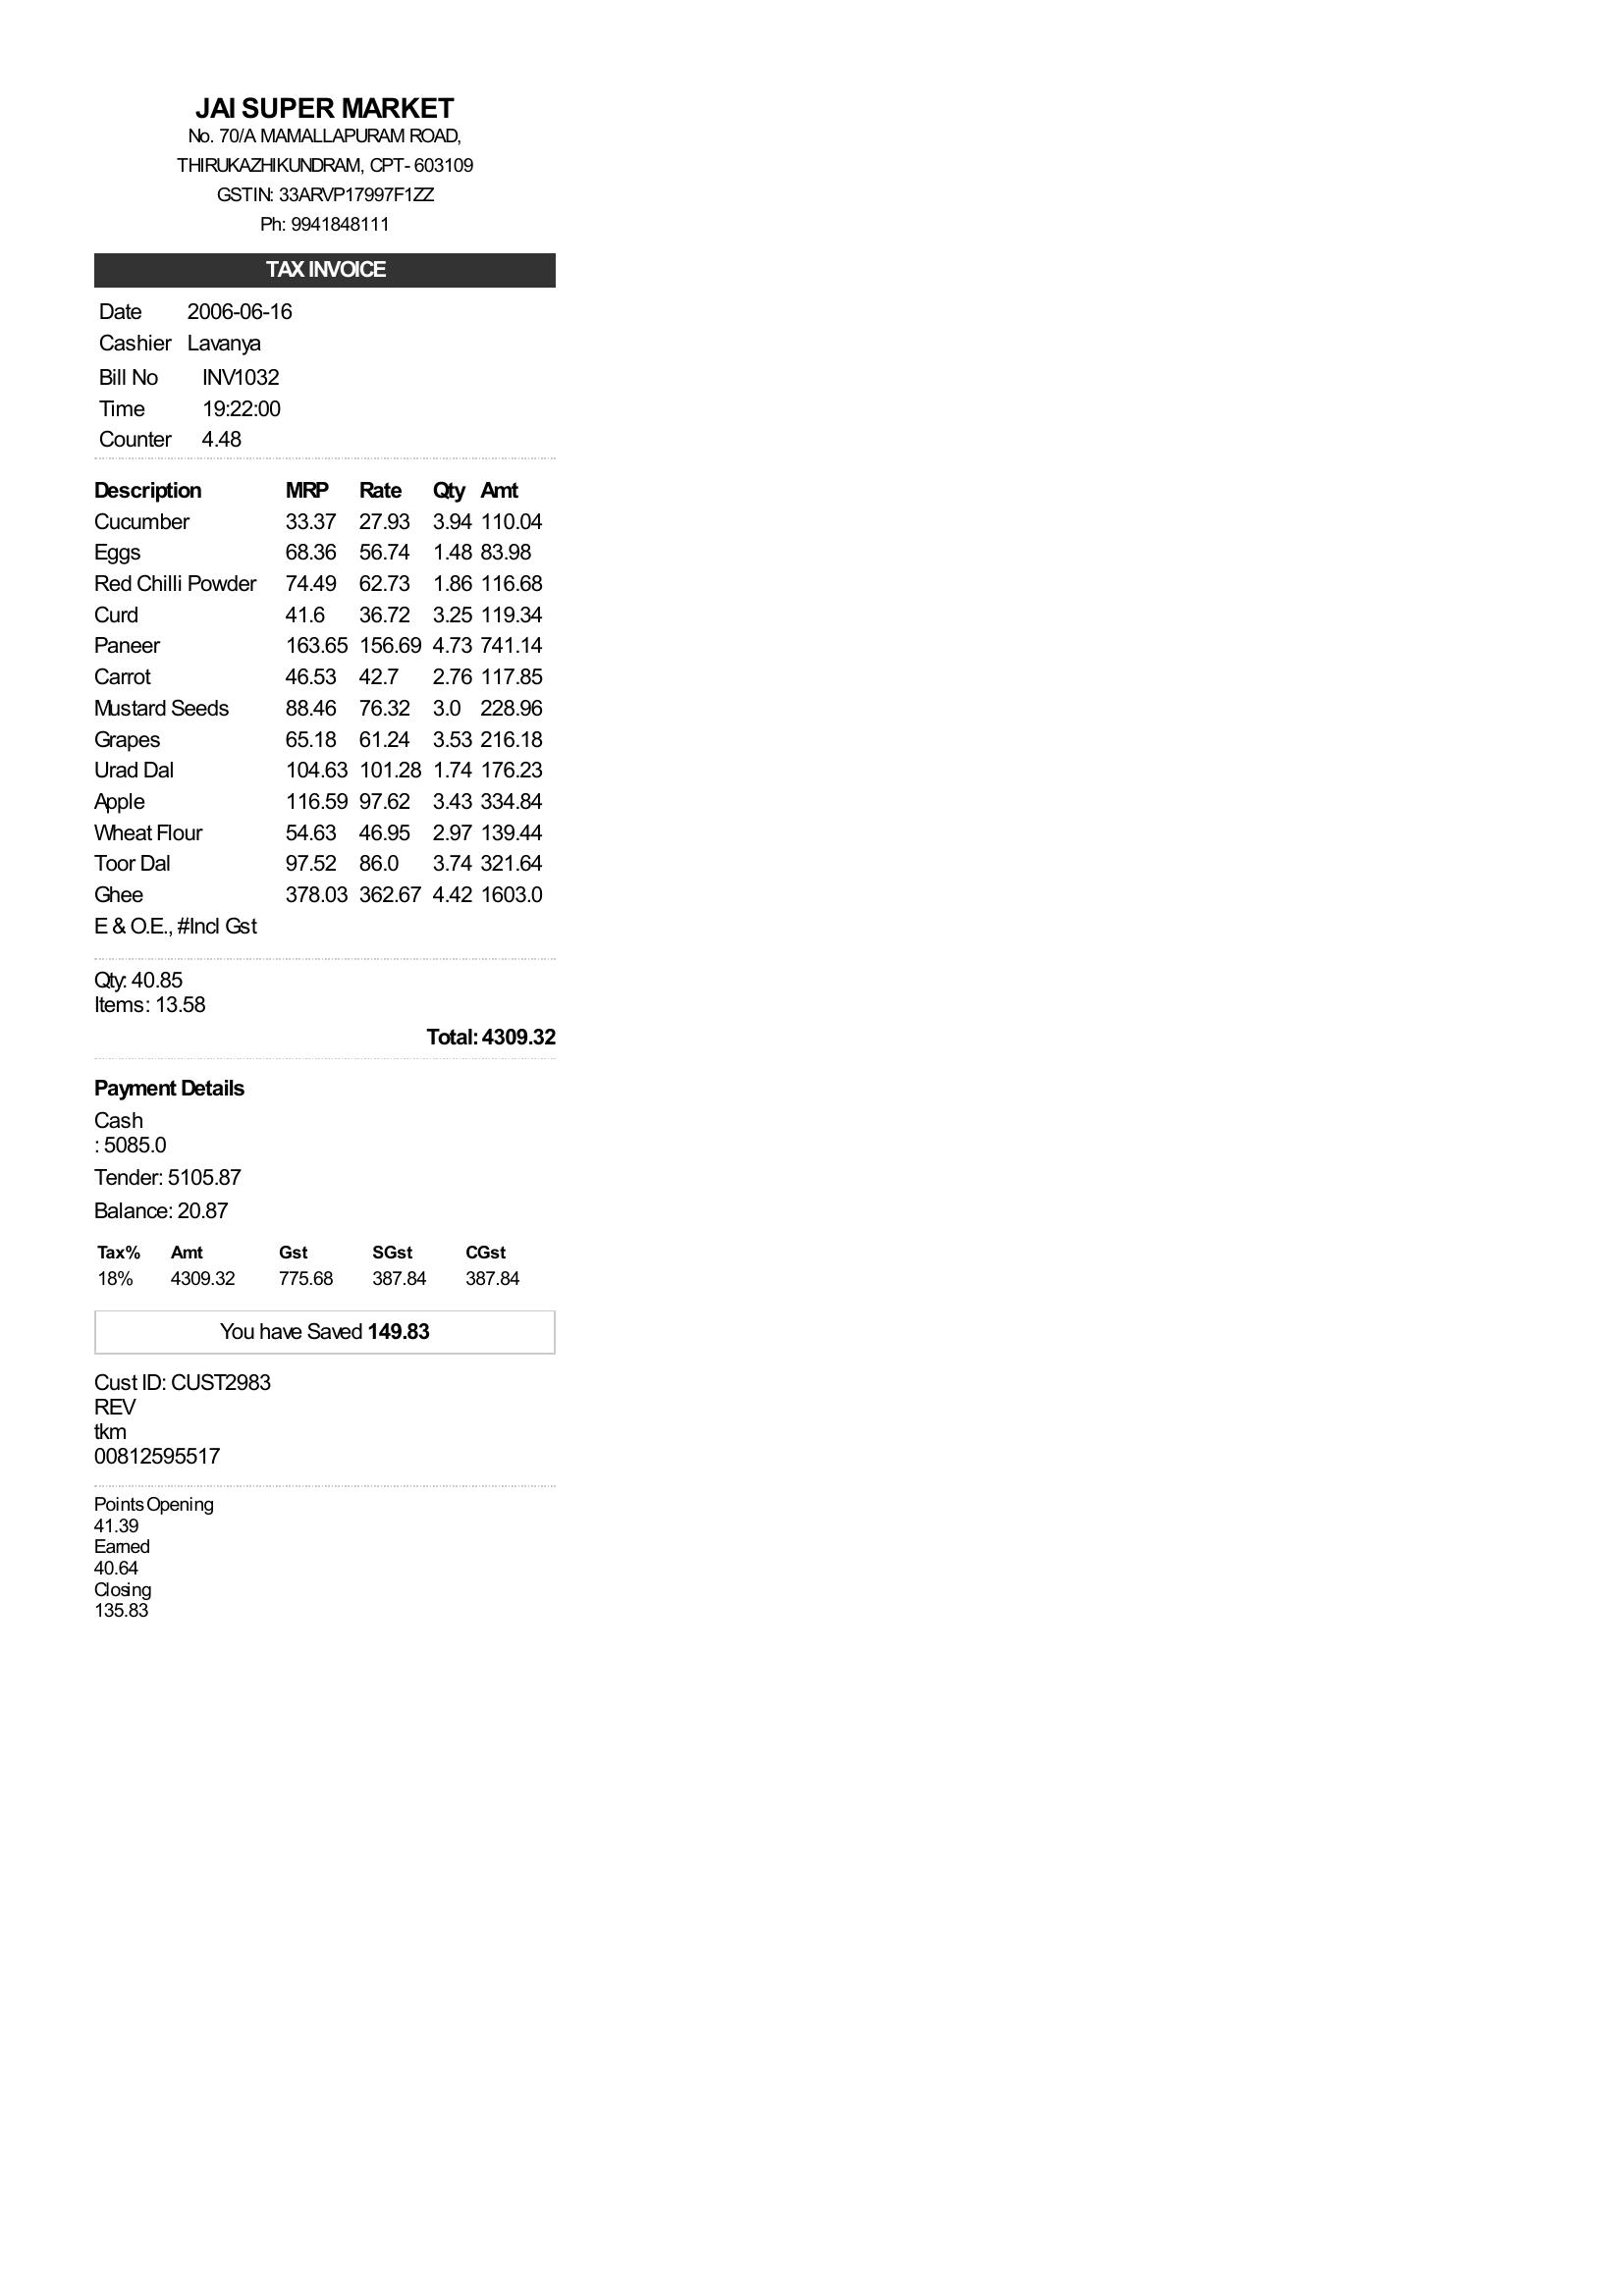 JAI SUPER MARKET
No. 70/A MAMALLAPURAM ROAD,
THIRUKAZHIKUNDRAM, CPT- 603109
GSTIN: 33ARVP17997F1ZZ
Ph: 9941848111
TAX INVOICE
Date 2006-06-16
Cashier Lavanya
Bill No INV1032
Time 19:22:00
Counter 4.48
Description MRP Rate Qty Amt
Cucumber 33.37 27.93 3.94 110.04
Eggs 68.36 56.74 1.48 83.98
Red Chilli Powder 74.49 62.73 1.86 116.68
Curd 41.6 36.72 3.25 119.34
Paneer 163.65 156.69 4.73 741.14
Carrot 46.53 42.7 2.76 117.85
Mustard Seeds 88.46 76.32 3.0 228.96
Grapes 65.18 61.24 3.53 216.18
Urad Dal 104.63 101.28 1.74 176.23
Apple 116.59 97.62 3.43 334.84
Wheat Flour 54.63 46.95 2.97 139.44
Toor Dal 97.52 86.0 3.74 321.64
Ghee 378.03 362.67 4.42 1603.0
E & O.E., #Incl Gst
Qty: 40.85
Items: 13.58
Total: 4309.32
Payment Details
Cash
: 5085.0
Tender: 5105.87
Balance: 20.87
Tax% Amt Gst SGst CGst
18% 4309.32 775.68 387.84 387.84
You have Saved 149.83
Cust ID: CUST2983
REV
tkm
00812595517
Points Opening
41.39
Earned
40.64
Closing
135.83